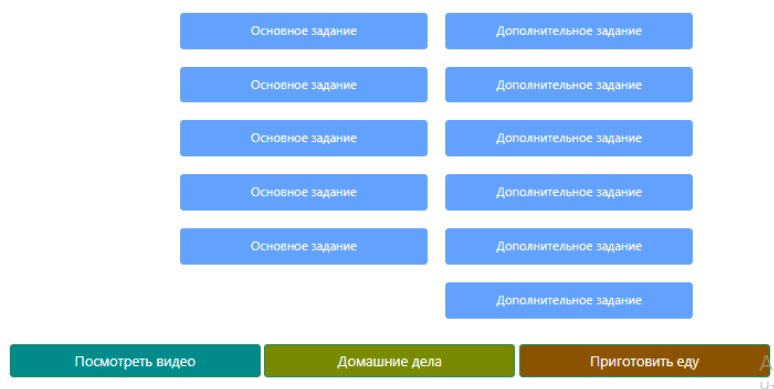 Основное задание Дополнительное задание
Основное задание Дополнительное задание
Основное задание Дополнительное задание
Основное задание Дополнительное задание
Основное задание Дополнительное задание
Дополнительное задание
Посмотреть видео Домашние дела Приготовить еду